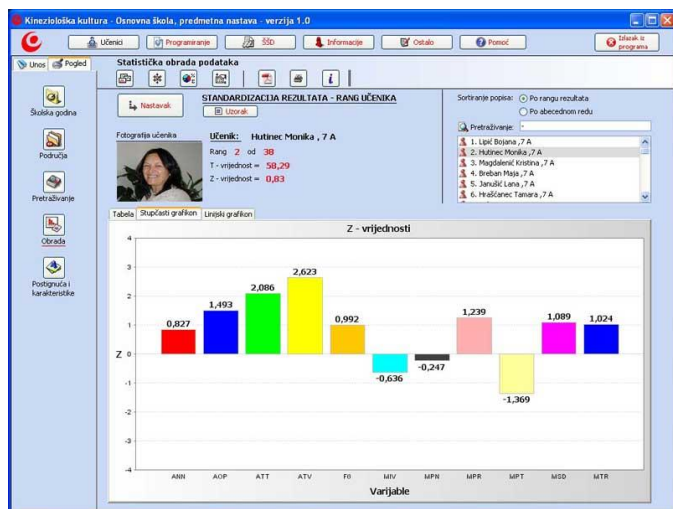 Kineziološka kultura - Osnovna škola, predmetna nastava - verzija 1.0
Učenici
Programiranje
ŠŠD
Informacije
Ostalo
Pomoć
Izlazak iz
programa
Unos
Pogled
Statistička obrada podataka
Školska godina
Područja
Pretraživanje
Obrada
Postignuća i
karakteristike
Nastavak
STANDARDIZACIJA REZULTATA - RANG UČENIKA
Uzorak
Fotografija učenika
Učenik: Hutinec Monika , 7 A
Rang 2 od 38
T - vrijednost = 58,29
Z - vrijednost = 0,83
Sortiranje popisa:
Po rangu rezultata
Po abecednom redu
Pretraživanje:
1. Lipić Bojana ,7 A
2. Hutinec Monika ,7 A
3. Magdalenić Kristina ,7 A
4. Breban Maja ,7 A
5. Janušić Lana ,7 A
6. Hrašćanec Tamara ,7 A
Tabela
Stupčasti grafikon
Linijski grafikon
Z - vrijednosti
4
3
2
1
Z 0
-1
-2
-3
-4
0,827
1,493
2,086
2,623
0,992
-0,636
-0,247
1,239
-1,369
1,089
1,024
ANN AOP ATT ATV F6 MIV MPN MPR MPT MSD MTR
Varijable